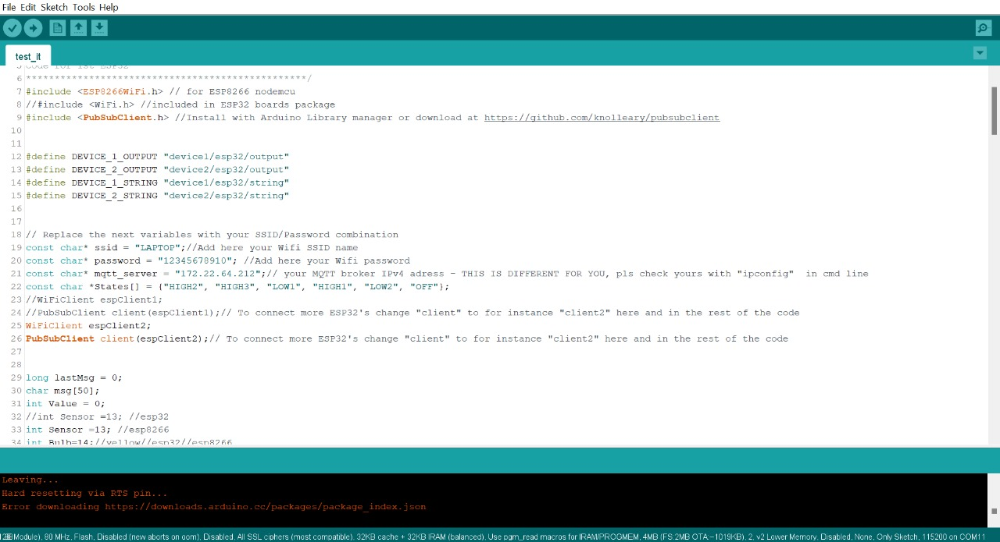 File Edit Sketch Tools Help
test_it
5 Code for 1st ESP32
6 *************************************************/
7 #include <ESP8266WiFi.h> // for ESP8266 nodemcu
8 //#include <WiFi.h> //included in ESP32 boards package
9 #include <PubSubClient.h> //Install with Arduino Library manager or download at https://github.com/knolleary/pubsubclient
10
11
12 #define DEVICE_1_OUTPUT "device1/esp32/output"
13 #define DEVICE_2_OUTPUT "device2/esp32/output"
14 #define DEVICE_1_STRING "device1/esp32/string"
15 #define DEVICE_2_STRING "device2/esp32/string"
16
17
18 // Replace the next variables with your SSID/Password combination
19 const char* ssid = "LAPTOP";//Add here your Wifi SSID name
20 const char* password = "12345678910"; //Add here your Wifi password
21 const char* mqtt_server = "172.22.64.212";// your MQTT broker IPv4 adress - THIS IS DIFFERENT FOR YOU, pls check yours with "ipconfig"  in cmd line
22 const char *States[] = {"HIGH2", "HIGH3", "LOW1", "HIGH1", "LOW2", "OFF"};
23 //WiFiClient espClient1;
24 //PubSubClient client(espClient1);// To connect more ESP32's change "client" to for instance "client2" here and in the rest of the code
25 WiFiClient espClient2;
26 PubSubClient client(espClient2);// To connect more ESP32's change "client" to for instance "client2" here and in the rest of the code
27
28
29 long lastMsg = 0;
30 char msg[50];
31 int Value = 0;
32 //int Sensor =13; //esp32
33 int Sensor =13; //esp8266
34 int Bulb=14;//yellow//esp32//esp8266
Leaving...
Hard resetting via RTS pin...
Error downloading https://downloads.arduino.cc/packages/package_index.json
Module), 80 MHz, Flash, Disabled (new aborts on oom), Disabled, All SSL ciphers (most compatible), 32KB cache + 32KB IRAM (balanced), Use pgm_read macros for IRAM/PROGMEM, 4MB (FS:2MB OTA:~1019KB), 2, v2 Lower Memory, Disabled, None, Only Sketch, 115200 on COM11